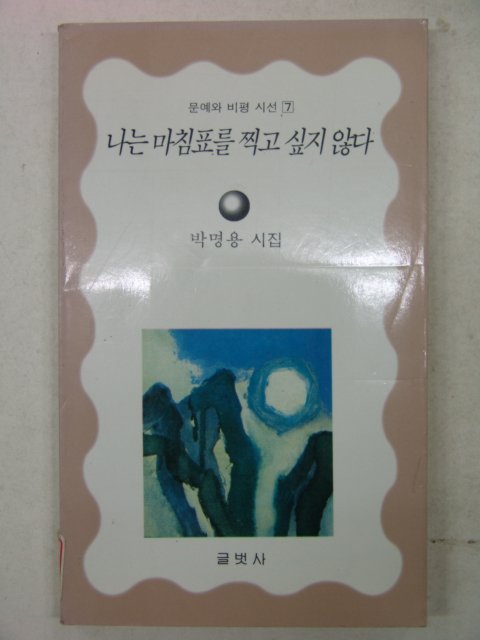 문예와 비평 시선 7
나는 마침표를 찍고 싶지 않다
박명용 시집
글벗사